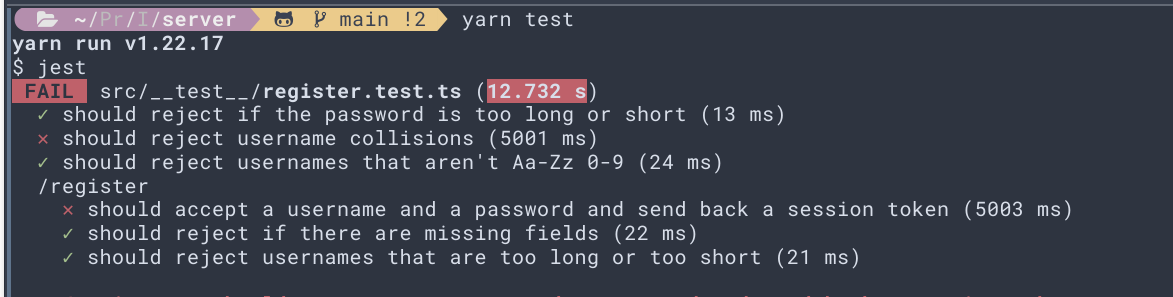 ~/Pr/I/server main !2 yarn test
yarn run v1.22.17
$ jest
FAIL src/__test__/register.test.ts (12.732 s)
✓ should reject if the password is too long or short (13 ms)
✕ should reject username collisions (5001 ms)
✓ should reject usernames that aren't Aa-Zz 0-9 (24 ms)
/register
✕ should accept a username and a password and send back a session token (5003 ms)
✓ should reject if there are missing fields (22 ms)
✓ should reject usernames that are too long or too short (21 ms)